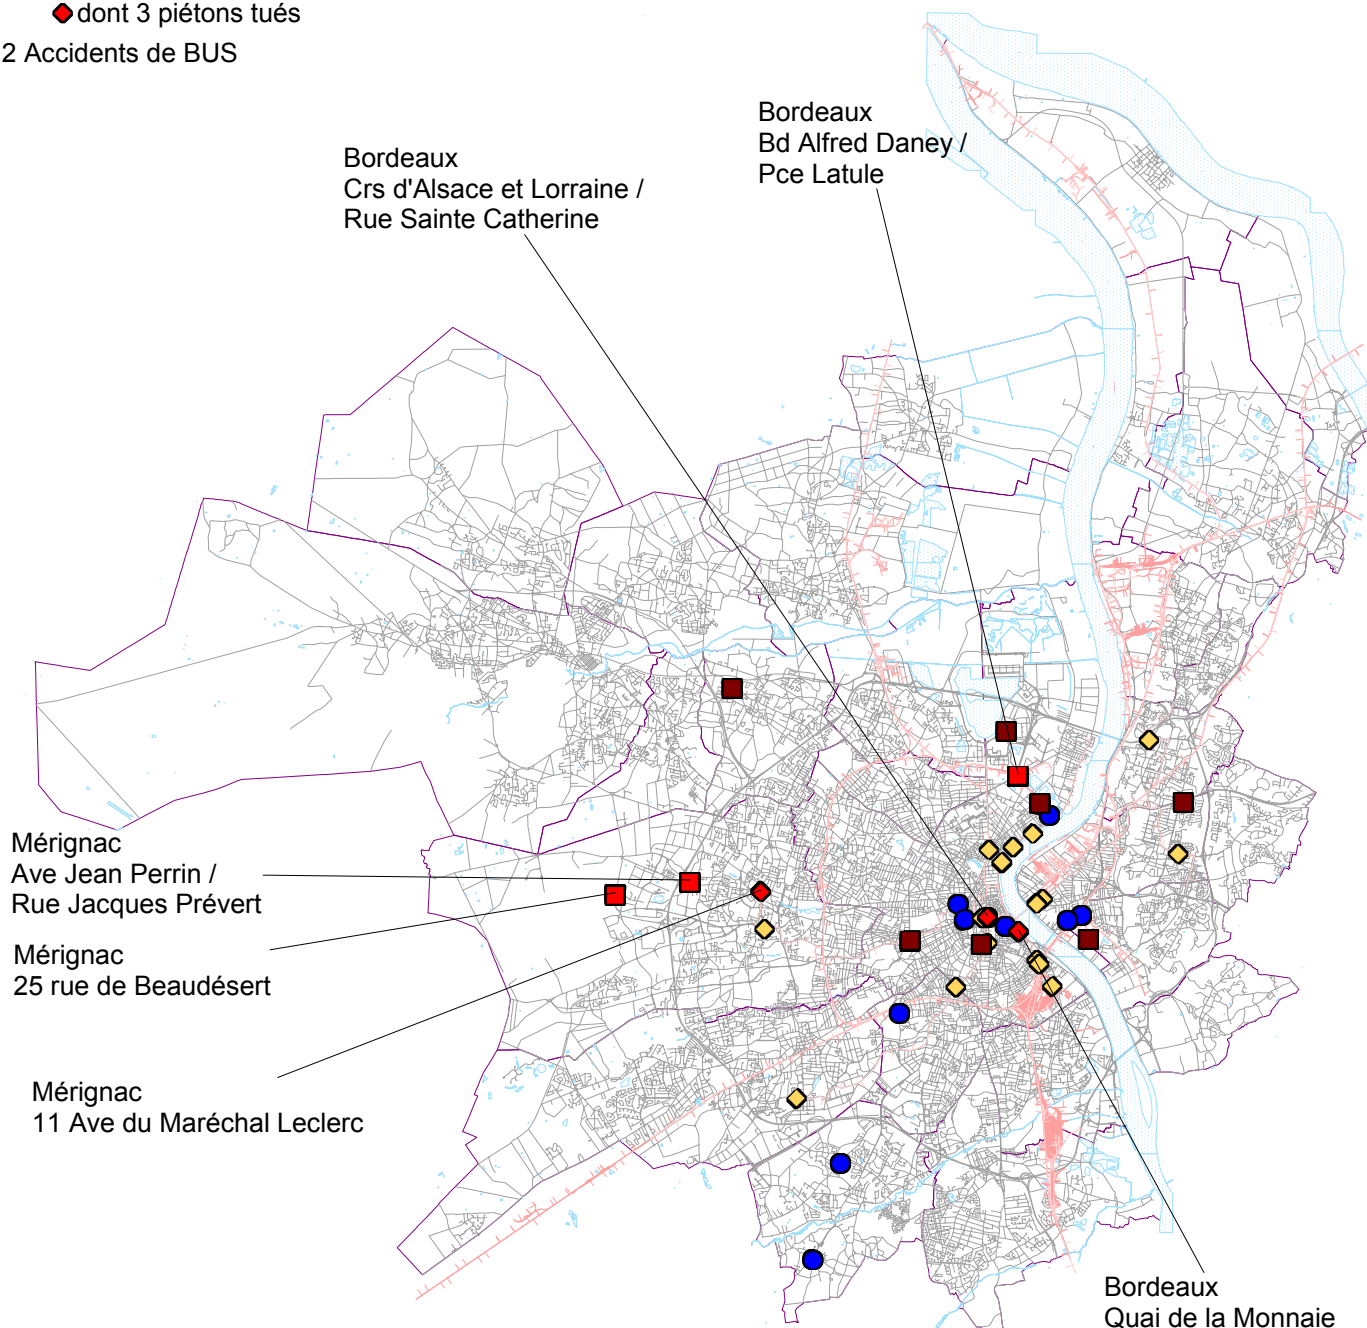 dont 3 piétons tués
2 Accidents de BUS
Bordeaux
Bd Alfred Daney /
Pce Latule
Bordeaux
Crs d'Alsace et Lorraine /
Rue Sainte Catherine
Mérignac
Ave Jean Perrin /
Rue Jacques Prévert
Mérignac
25 rue de Beaudésert
Mérignac
11 Ave du Maréchal Leclerc
Bordeaux
Quai de la Monnaie